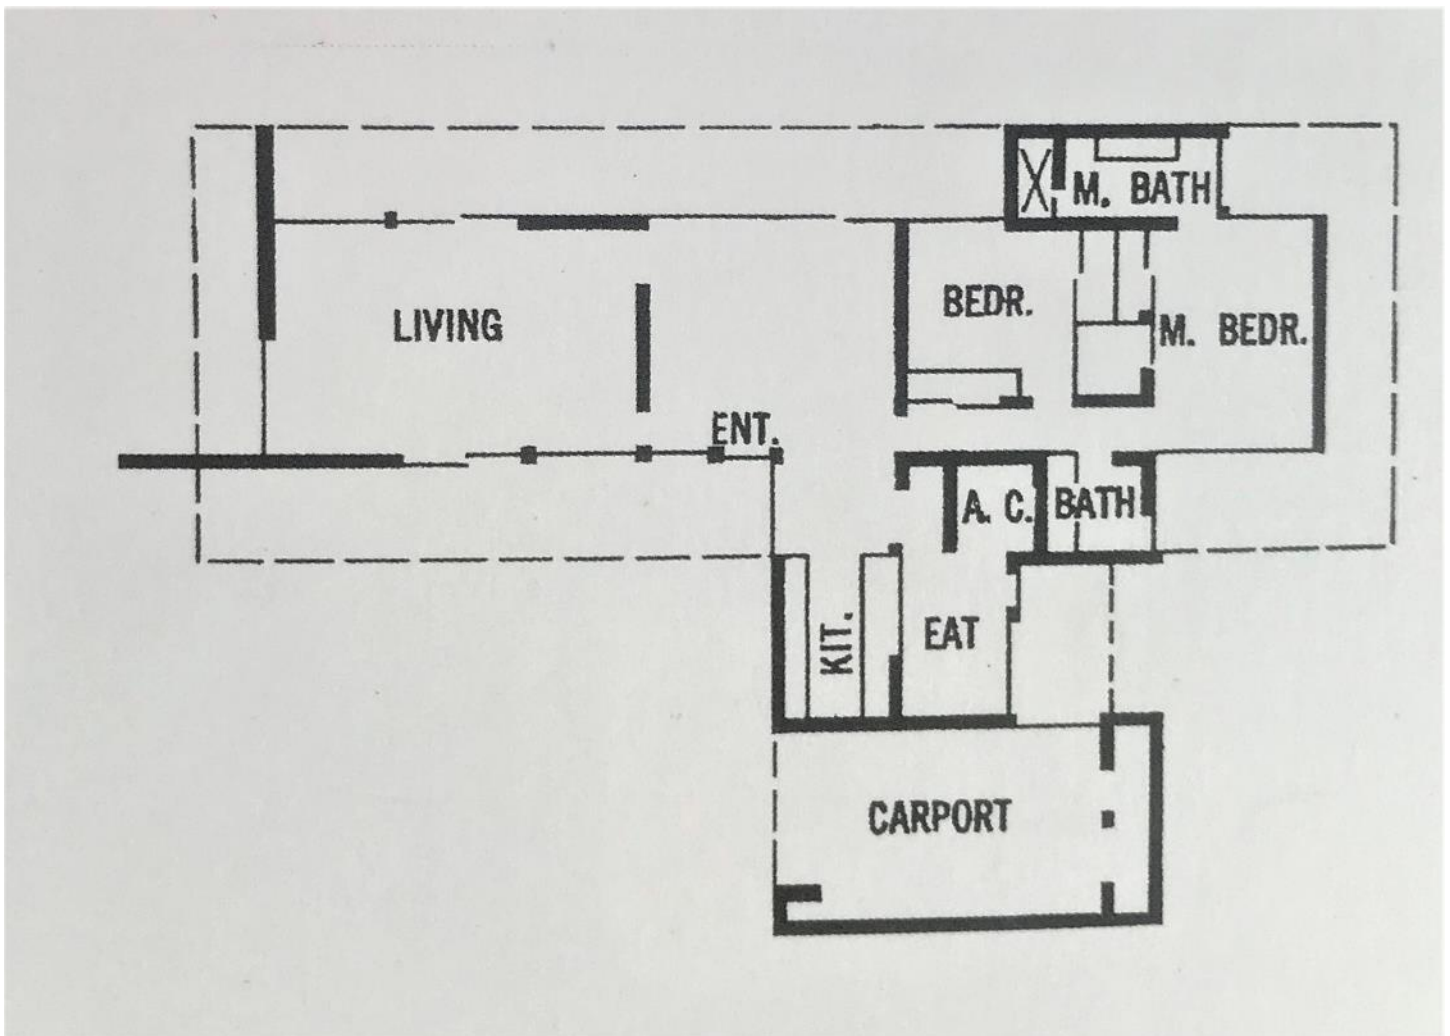 M. BATH
BEDR.
LIVING
M. BEDR.
ENT.
A. C.
BATH
KIT.
EAT
CARPORT